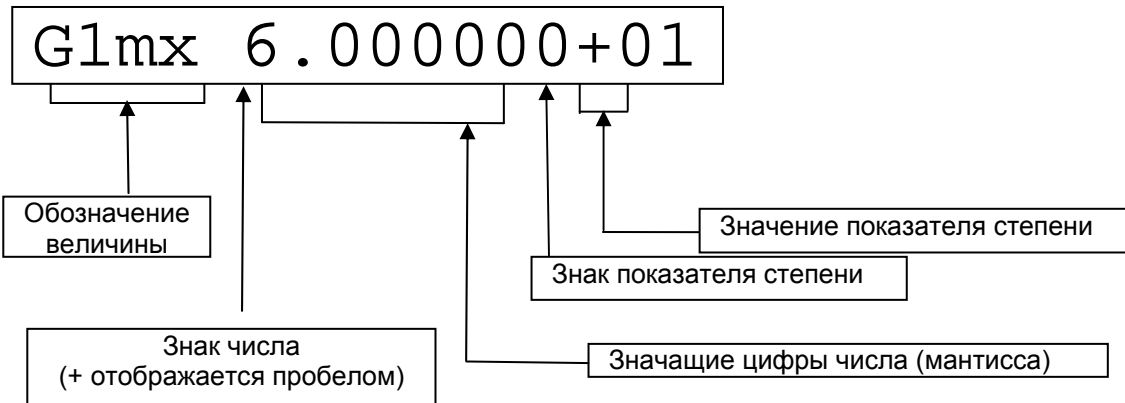 G1mx 6.000000+01
Обозначение
величины
Значение показателя степени
Знак показателя степени
Знак числа
(+ отображается пробелом)
Значащие цифры числа (мантисса)